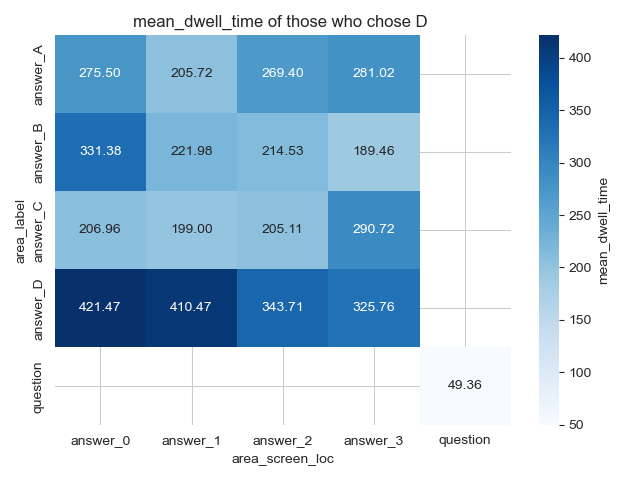 mean_dwell_time of those who chose D
answer_A
275.50 205.72 269.40 281.02
answer_B
331.38 221.98 214.53 189.46
area_label
answer_C
206.96 199.00 205.11 290.72
answer_D
421.47 410.47 343.71 325.76
question
49.36
answer_0 answer_1 answer_2 answer_3 question
area_screen_loc
400
350
300
250
200
150
100
50
mean_dwell_time